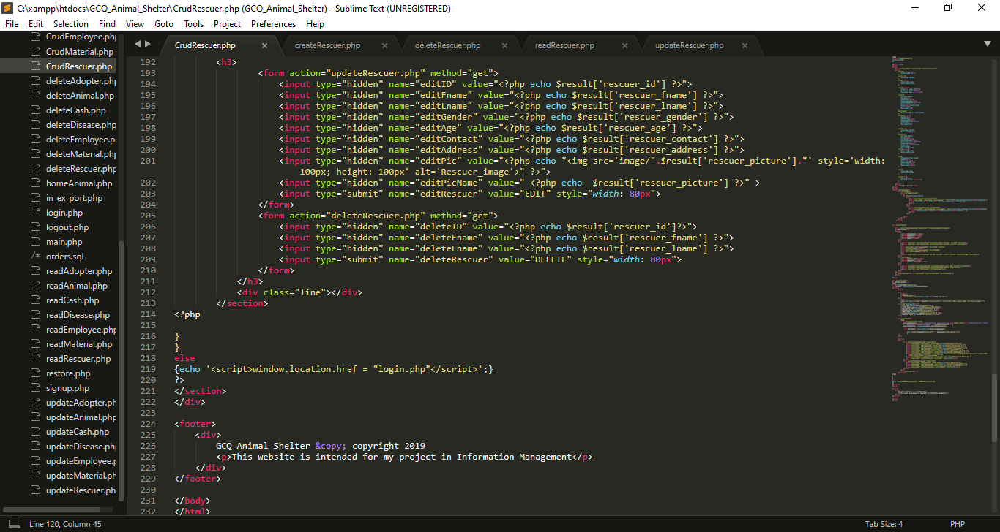 C:\xampp\htdocs\GCQ_Animal_Shelter\CrudRescuer.php (GCQ_Animal_Shelter) - Sublime Text (UNREGISTERED)
File Edit Selection Find View Goto Tools Project Preferences Help
CrudEmployee.php
CrudMaterial.php
CrudRescuer.php
deleteAdopter.php
deleteAnimal.php
deleteCash.php
deleteDisease.php
deleteEmployee.p
deleteMaterial.php
deleteRescuer.php
homeAnimal.php
in_ex_port.php
login.php
logout.php
main.php
/* orders.sql
readAdopter.php
readAnimal.php
readCash.php
readDisease.php
readEmployee.php
readMaterial.php
readRescuer.php
restore.php
signup.php
updateAdopter.ph
updateAnimal.php
updateCash.php
updateDisease.php
updateEmployee.p
updateMaterial.ph
updateRescuer.ph
CrudRescuer.php × createRescuer.php × deleteRescuer.php × readRescuer.php × updateRescuer.php ×
192 <h3>
193 <form action="updateRescuer.php" method="get">
194 <input type="hidden" name="editID" value="<?php echo $result['rescuer_id'] ?>">
195 <input type="hidden" name="editFname" value="<?php echo $result['rescuer_fname'] ?>">
196 <input type="hidden" name="editLname" value="<?php echo $result['rescuer_lname'] ?>">
197 <input type="hidden" name="editGender" value="<?php echo $result['rescuer_gender'] ?>">
198 <input type="hidden" name="editAge" value="<?php echo $result['rescuer_age'] ?>">
199 <input type="hidden" name="editContact" value="<?php echo $result['rescuer_contact'] ?>">
200 <input type="hidden" name="editAddress" value="<?php echo $result['rescuer_address'] ?>">
201 <input type="hidden" name="editPic" value="<?php echo "<img src='image/".$result['rescuer_picture']."' style='width:
100px; height: 100px' alt='Rescuer_image'>" ?>">
202 <input type="hidden" name="editPicName" value=" <?php echo  $result['rescuer_picture'] ?>" >
203 <input type="submit" name="editRescuer" value="EDIT" style="width: 80px">
204 </form>
205 <form action="deleteRescuer.php" method="get">
206 <input type="hidden" name="deleteID" value="<?php echo $result['rescuer_id']?>">
207 <input type="hidden" name="deleteFname" value="<?php echo $result['rescuer_fname'] ?>">
208 <input type="hidden" name="deleteLname" value="<?php echo $result['rescuer_lname'] ?>">
209 <input type="submit" name="deleteRescuer" value="DELETE" style="width: 80px">
210 </form>
211 </h3>
212 <div class="line"></div>
213 </section>
214 <?php
215
216 }
217 }
218 else
219 {echo '<script>window.location.href = "login.php"</script>';}
220 ?>
221 </section>
222 </div>
223
224 <footer>
225 <div>
226 GCQ Animal Shelter &copy; copyright 2019
227 <p>This website is intended for my project in Information Management</p>
228 </div>
229 </footer>
230
231 </body>
232 </html>
Line 120, Column 45 Tab Size: 4 PHP